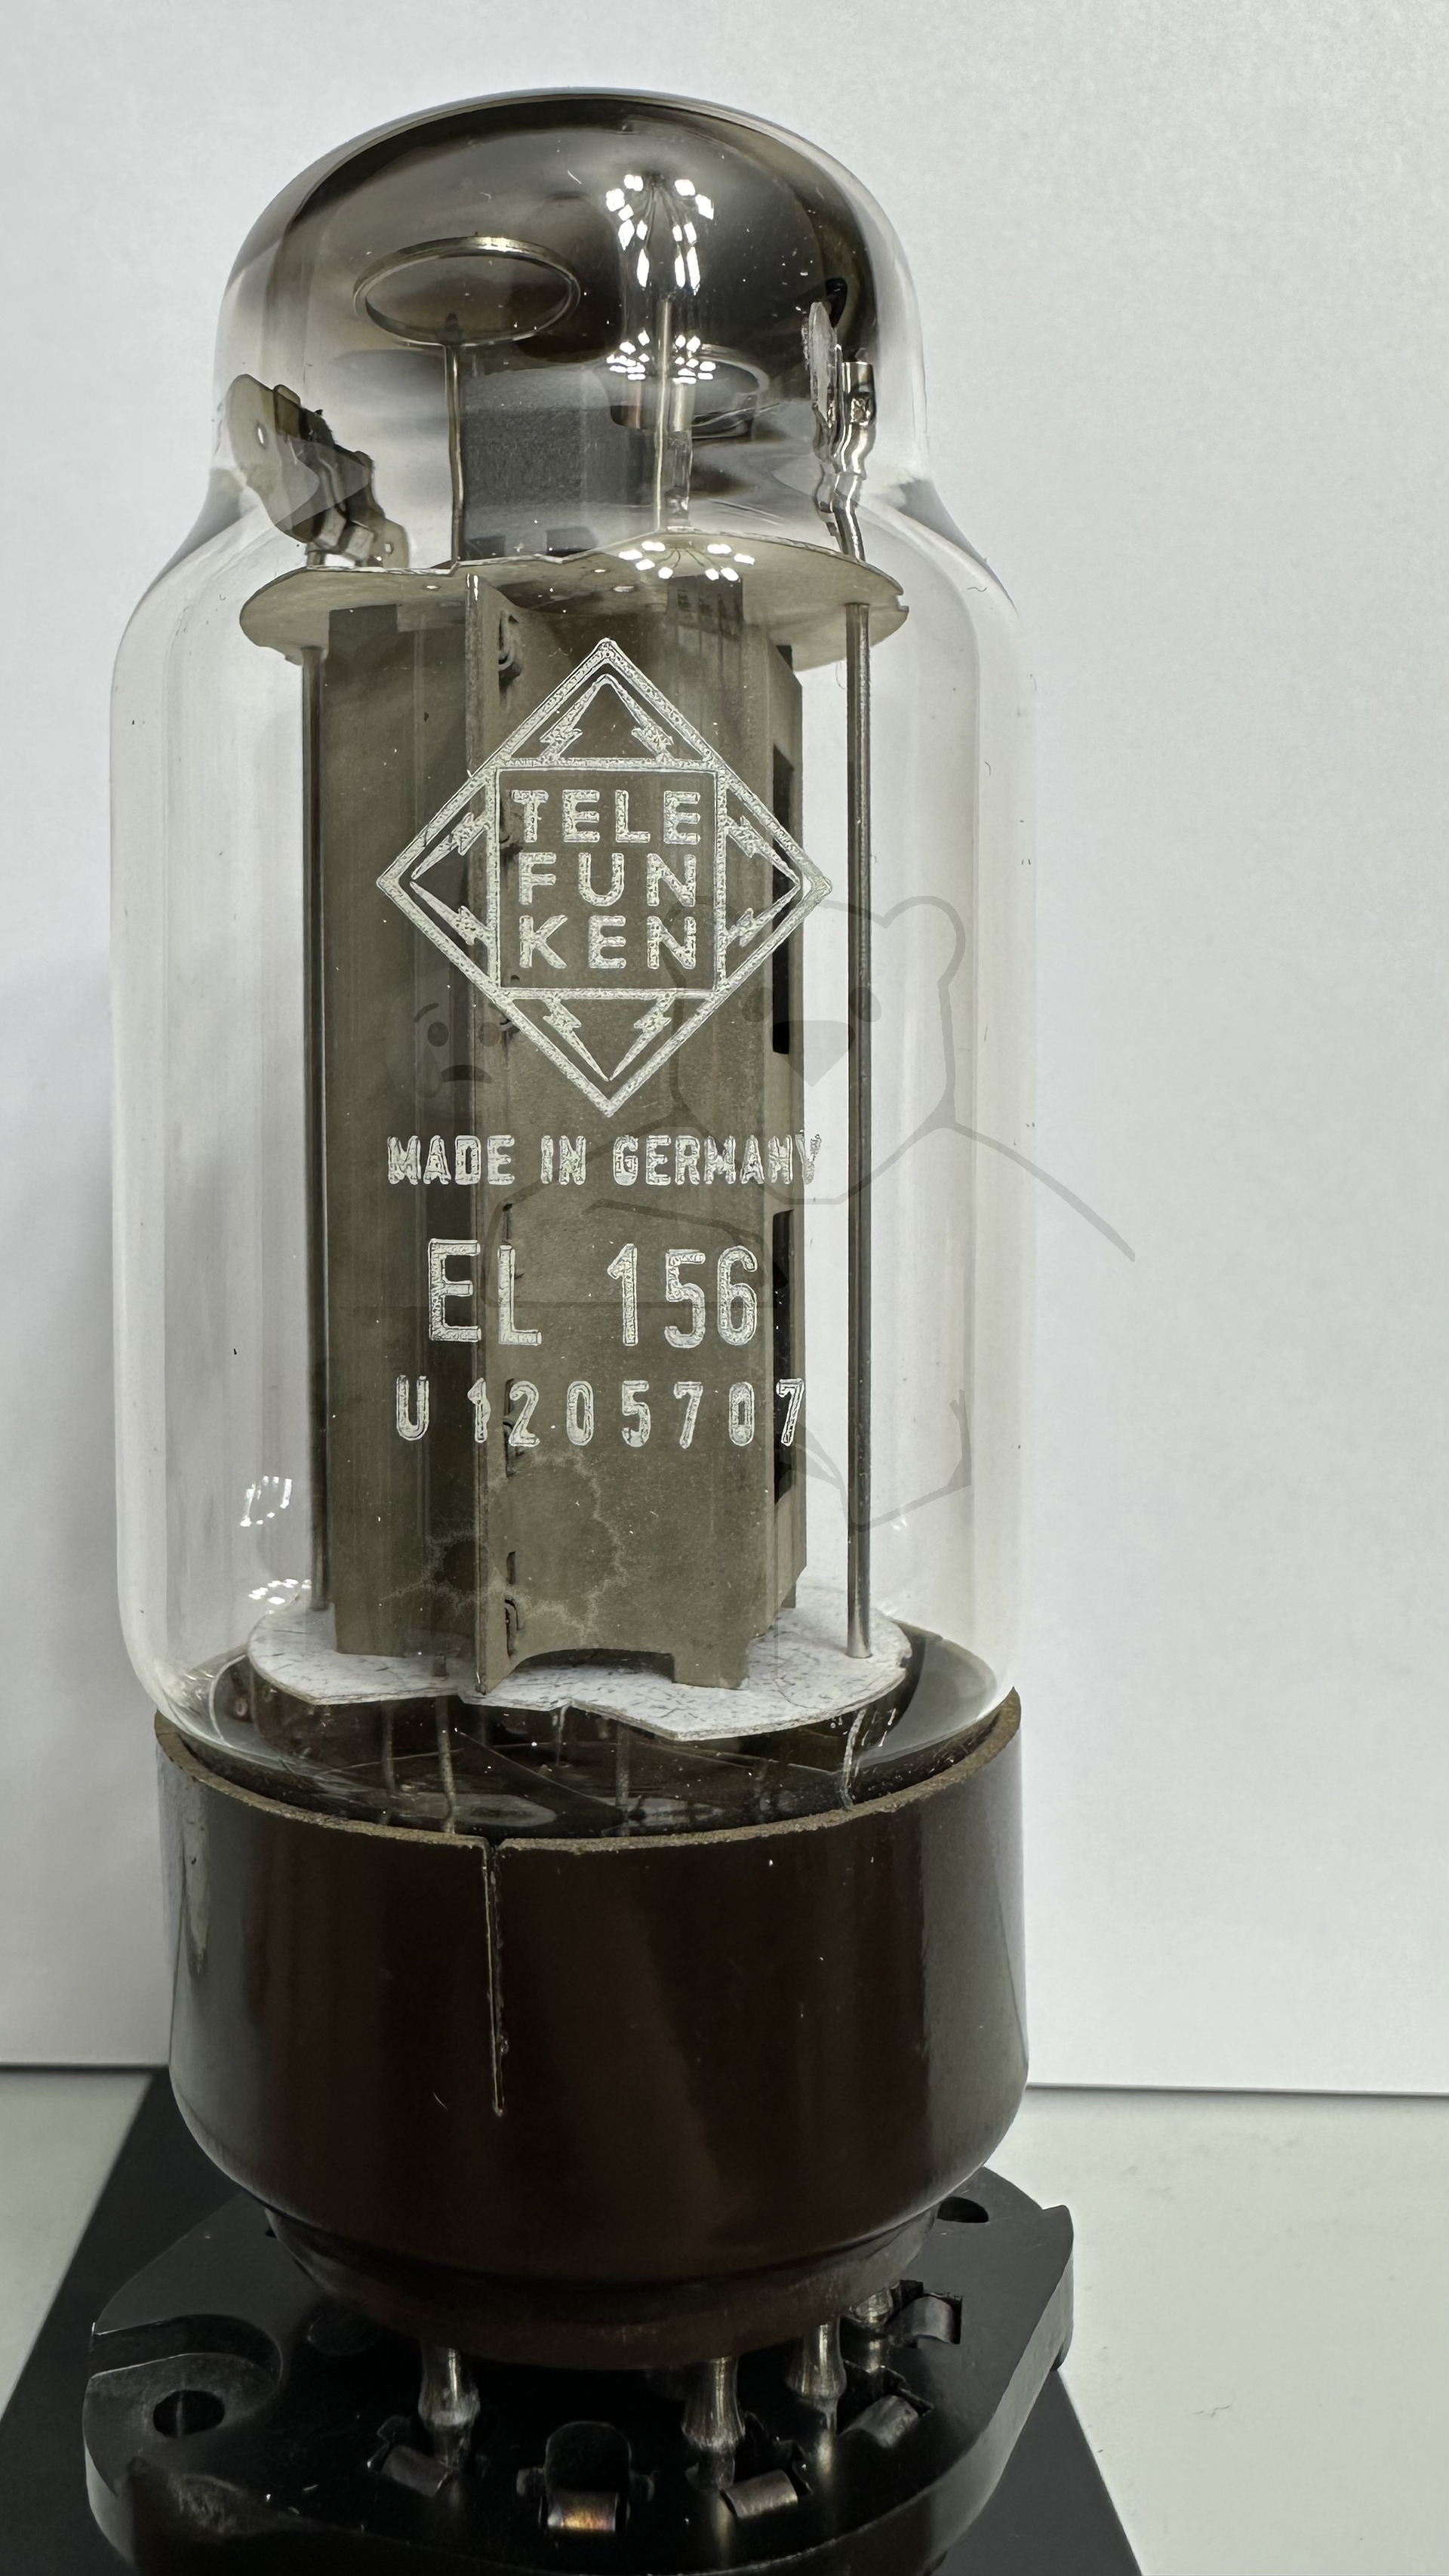 TELE
FUN
KEN
MADE IN GERMANY
EL 156
U 1205707